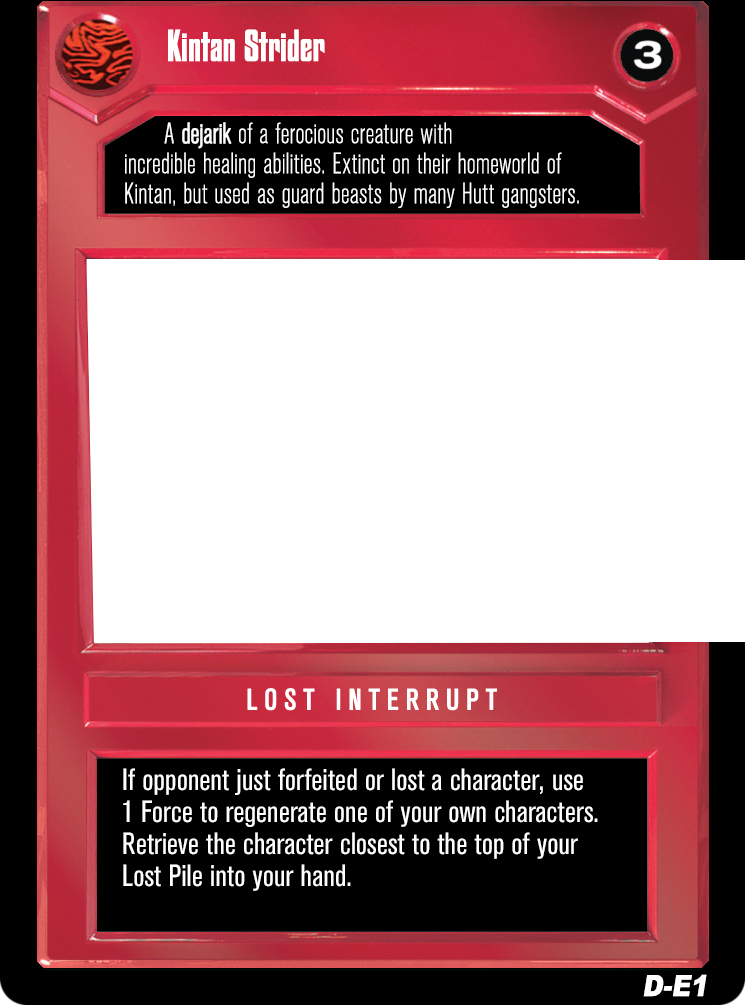 Kintan Strider
3
A dejarik of a ferocious creature with
incredible healing abilities. Extinct on their homeworld of
Kintan, but used as guard beasts by many Hutt gangsters.
LOST INTERRUPT
If opponent just forfeited or lost a character, use
1 Force to regenerate one of your own characters.
Retrieve the character closest to the top of your
Lost Pile into your hand.
D-E1